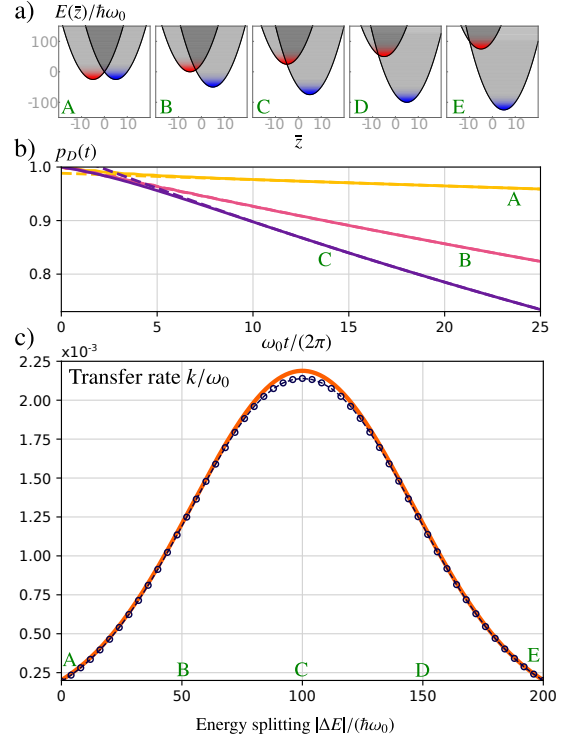 a) E(z̅)/ħω₀
100
0
-100
A B C D E
-10 0 10 -10 0 10 -10 0 10 -10 0 10 -10 0 10
z̅
b) p_D(t)
1.0
0.9
0.8
A
B
C
0 5 10 15 20 25
ω₀t/(2π)
c) x10⁻³
Transfer rate k/ω₀
2.25
2.00
1.75
1.50
1.25
1.00
0.75
0.50
0.25
A B C D E
0 50 100 150 200
Energy splitting |ΔE|/(ħω₀)